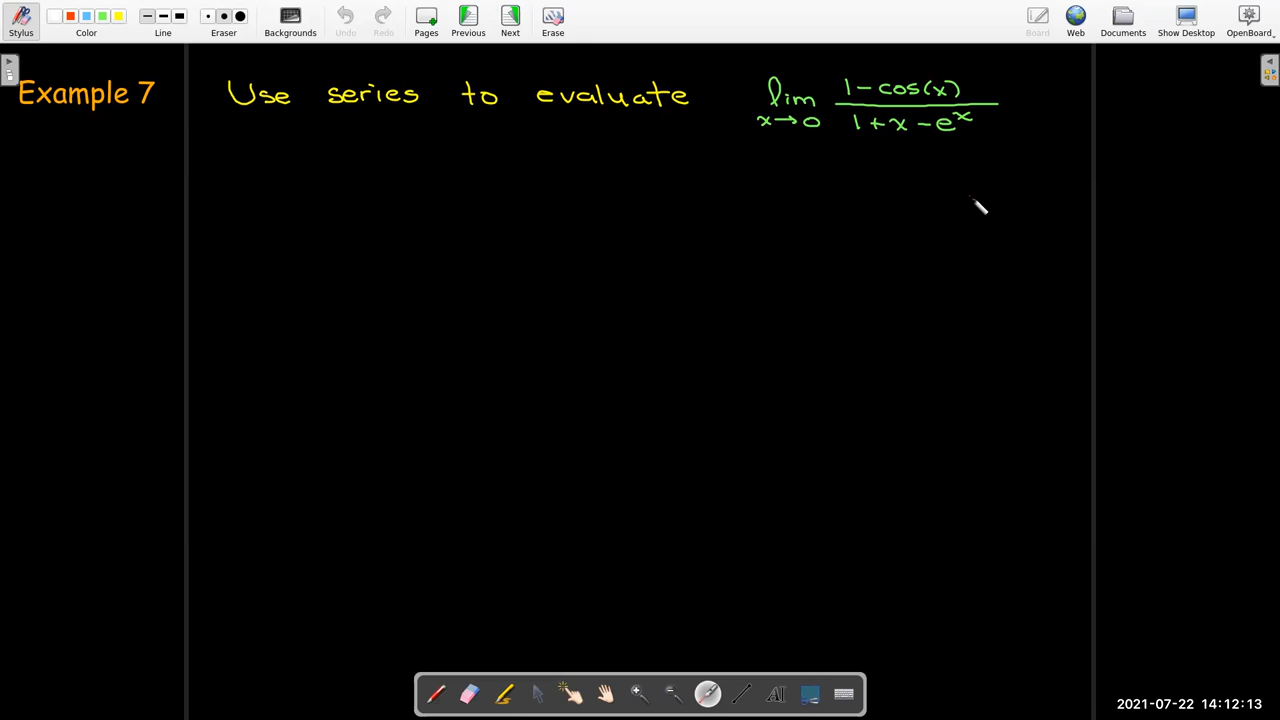 Stylus Color Line Eraser Backgrounds Undo Redo Pages Previous Next Erase Board Web Documents Show Desktop OpenBoard
Example 7 Use series to evaluate lim x→0 (1-cos(x))/(1+x-e^x)
2021-07-22 14:12:13